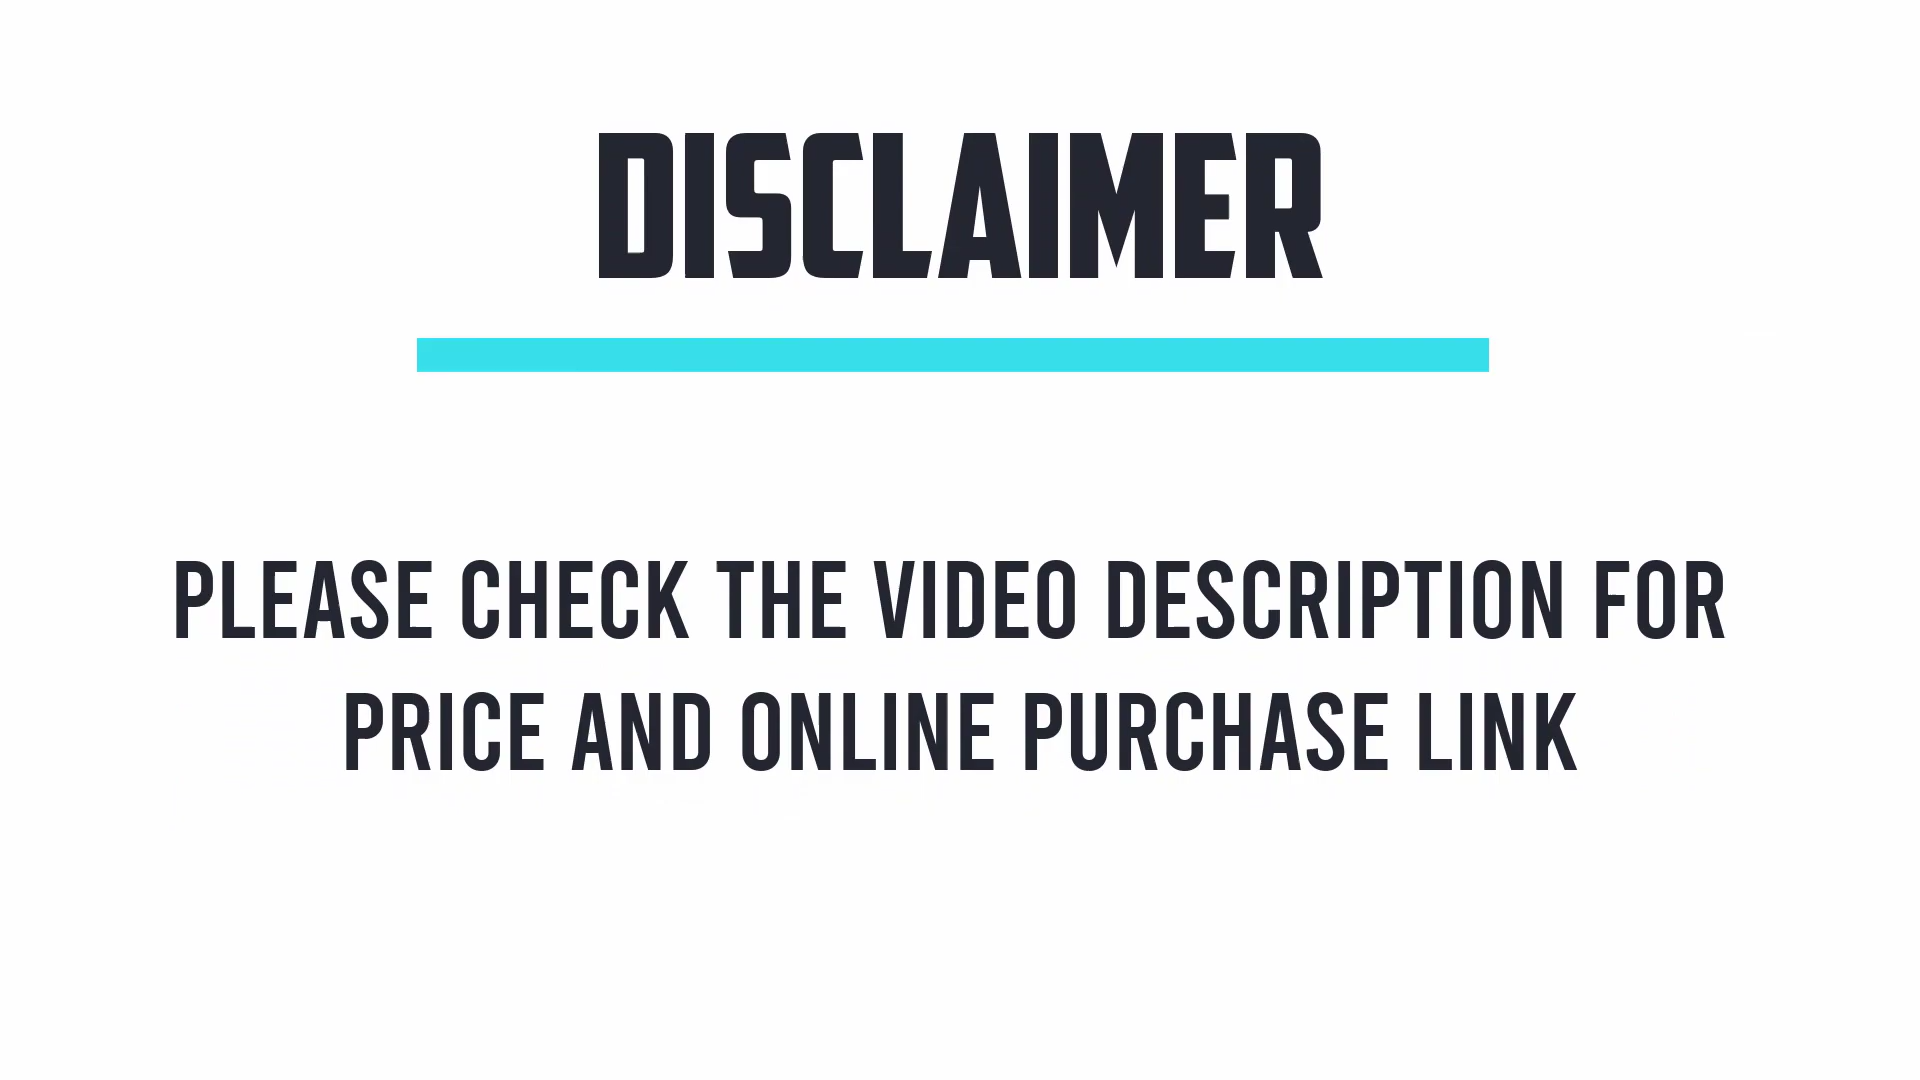 DISCLAIMER
PLEASE CHECK THE VIDEO DESCRIPTION FOR
PRICE AND ONLINE PURCHASE LINK